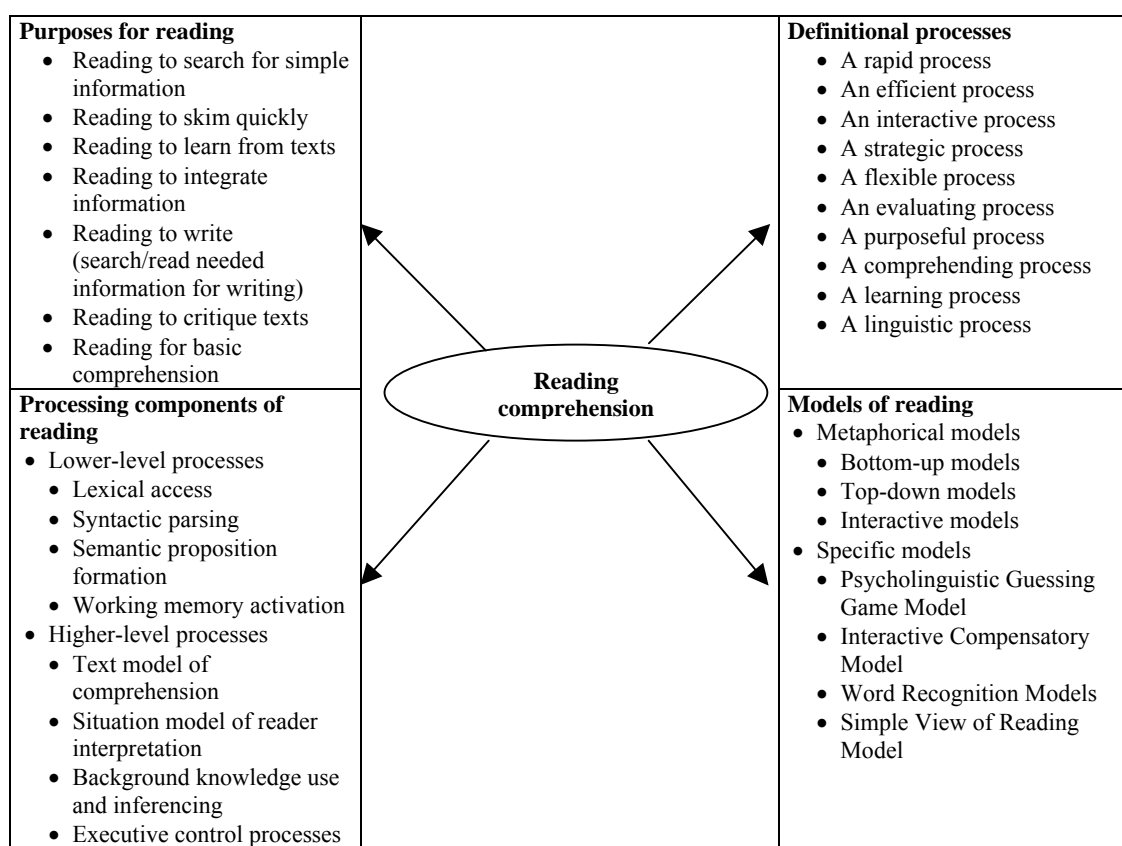 Purposes for reading
• Reading to search for simple
information
• Reading to skim quickly
• Reading to learn from texts
• Reading to integrate
information
• Reading to write
(search/read needed
information for writing)
• Reading to critique texts
• Reading for basic
comprehension
Definitional processes
• A rapid process
• An efficient process
• An interactive process
• A strategic process
• A flexible process
• An evaluating process
• A purposeful process
• A comprehending process
• A learning process
• A linguistic process
Reading
comprehension
Processing components of
reading
• Lower-level processes
• Lexical access
• Syntactic parsing
• Semantic proposition
formation
• Working memory activation
• Higher-level processes
• Text model of
comprehension
• Situation model of reader
interpretation
• Background knowledge use
and inferencing
• Executive control processes
Models of reading
• Metaphorical models
• Bottom-up models
• Top-down models
• Interactive models
• Specific models
• Psycholinguistic Guessing
Game Model
• Interactive Compensatory
Model
• Word Recognition Models
• Simple View of Reading
Model